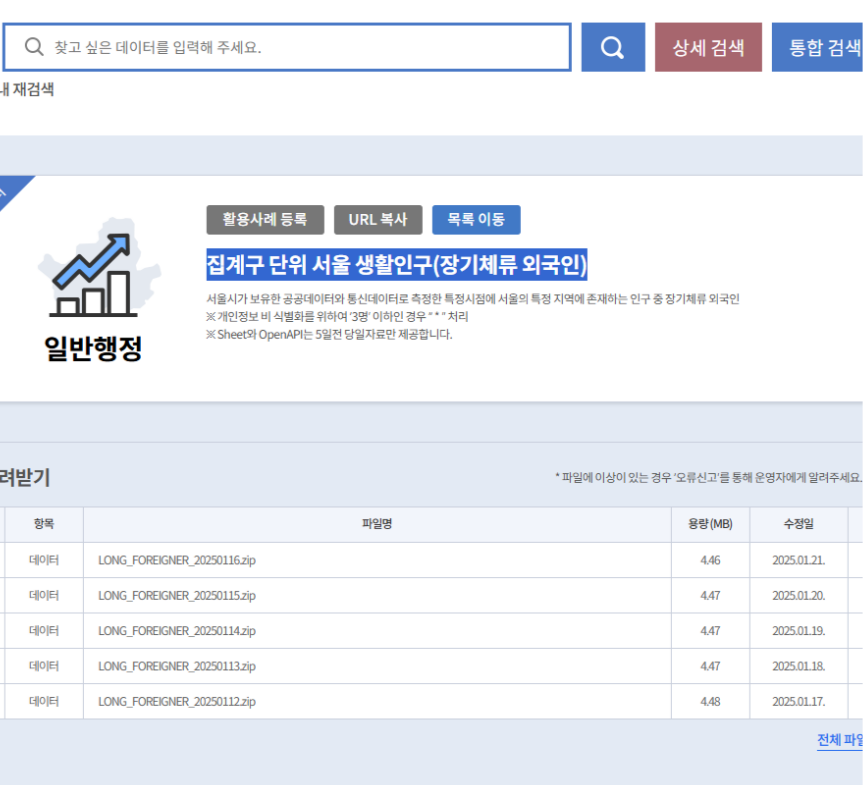 찾고 싶은 데이터를 입력해 주세요.
상세 검색
통합 검색
내 재검색
활용사례 등록
URL 복사
목록 이동
집계구 단위 서울 생활인구(장기체류 외국인)
서울시가 보유한 공공데이터와 통신데이터로 측정한 특정시점에 서울의 특정 지역에 존재하는 인구 중 장기체류 외국인
※ 개인정보 비 식별화를 위하여 '3명' 이하인 경우 " * " 처리
※ Sheet와 OpenAPI는 5일전 당일자료만 제공합니다.
일반행정
려받기
* 파일에 이상이 있는 경우 '오류신고'를 통해 운영자에게 알려주세요.
항목 파일명 용량(MB) 수정일
데이터 LONG_FOREIGNER_20250116.zip 4.46 2025.01.21.
데이터 LONG_FOREIGNER_20250115.zip 4.47 2025.01.20.
데이터 LONG_FOREIGNER_20250114.zip 4.47 2025.01.19.
데이터 LONG_FOREIGNER_20250113.zip 4.47 2025.01.18.
데이터 LONG_FOREIGNER_20250112.zip 4.48 2025.01.17.
전체 파일